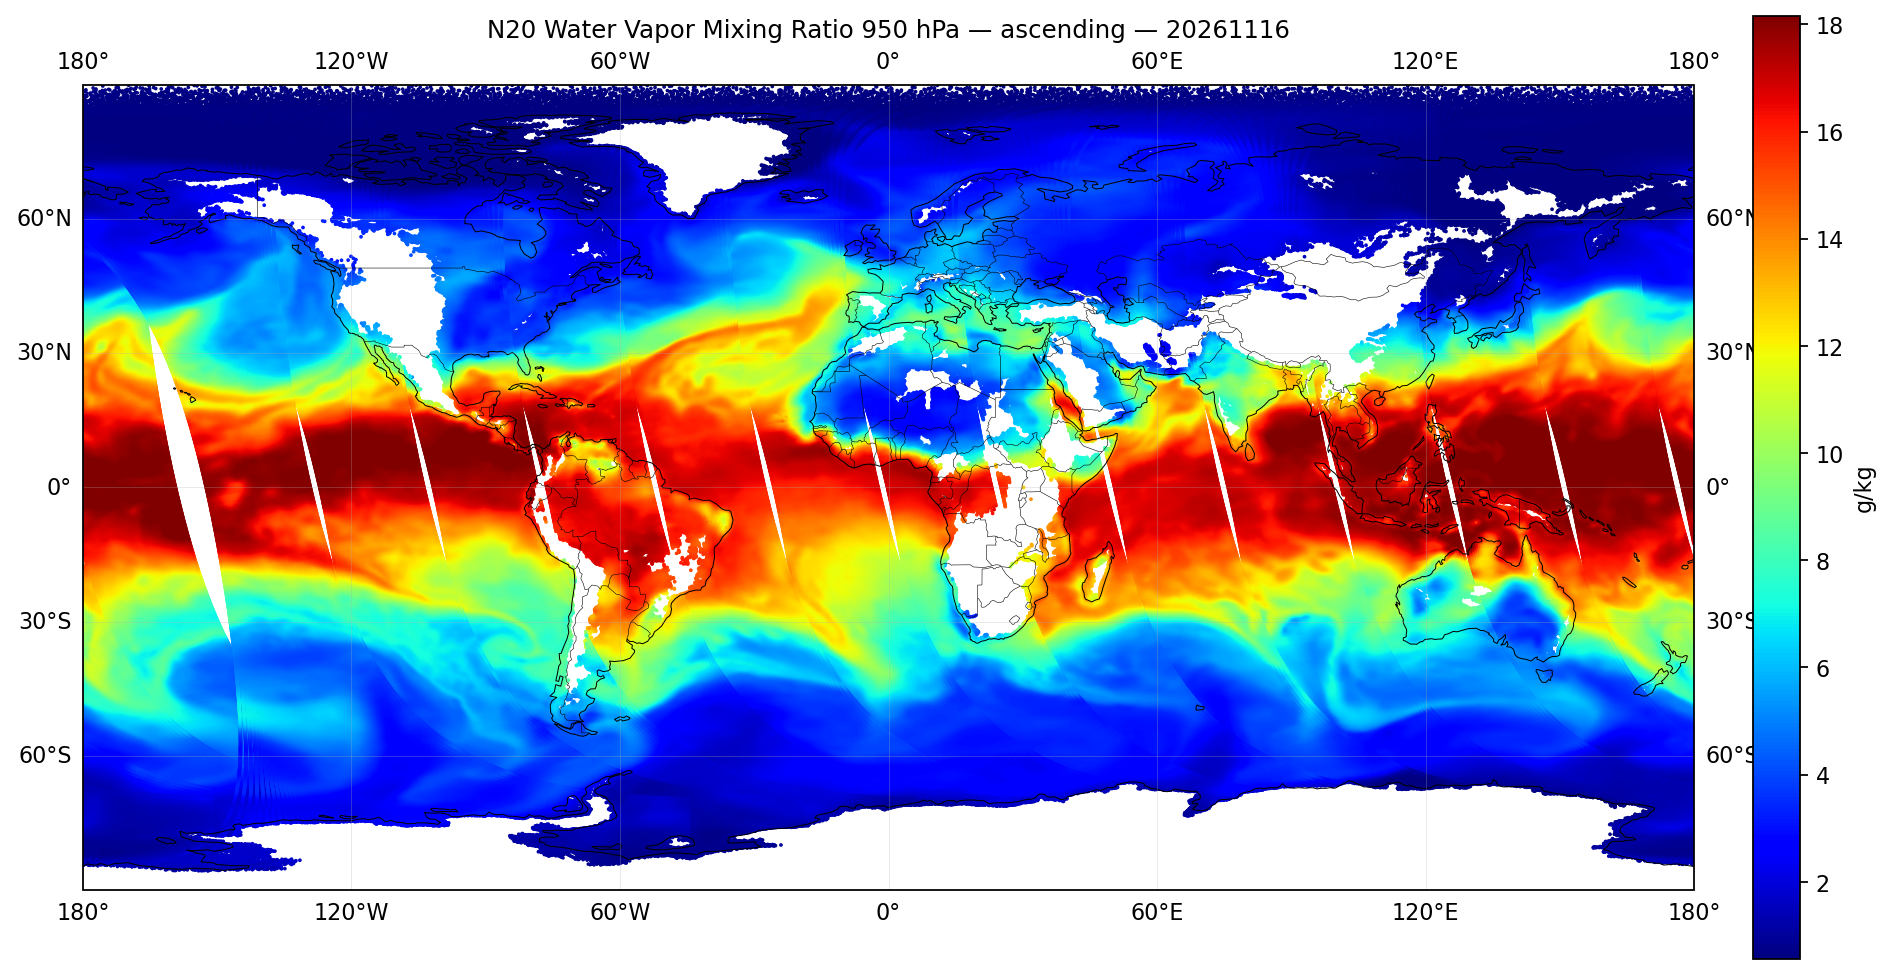 N20 Water Vapor Mixing Ratio 950 hPa — ascending — 20261116
180° 120°W 60°W 0° 60°E 120°E 180°
60°N 60°N
30°N 30°N
0° 0°
30°S 30°S
60°S 60°S
180° 120°W 60°W 0° 60°E 120°E 180°
18
16
14
12
10
8
6
4
2
g/kg